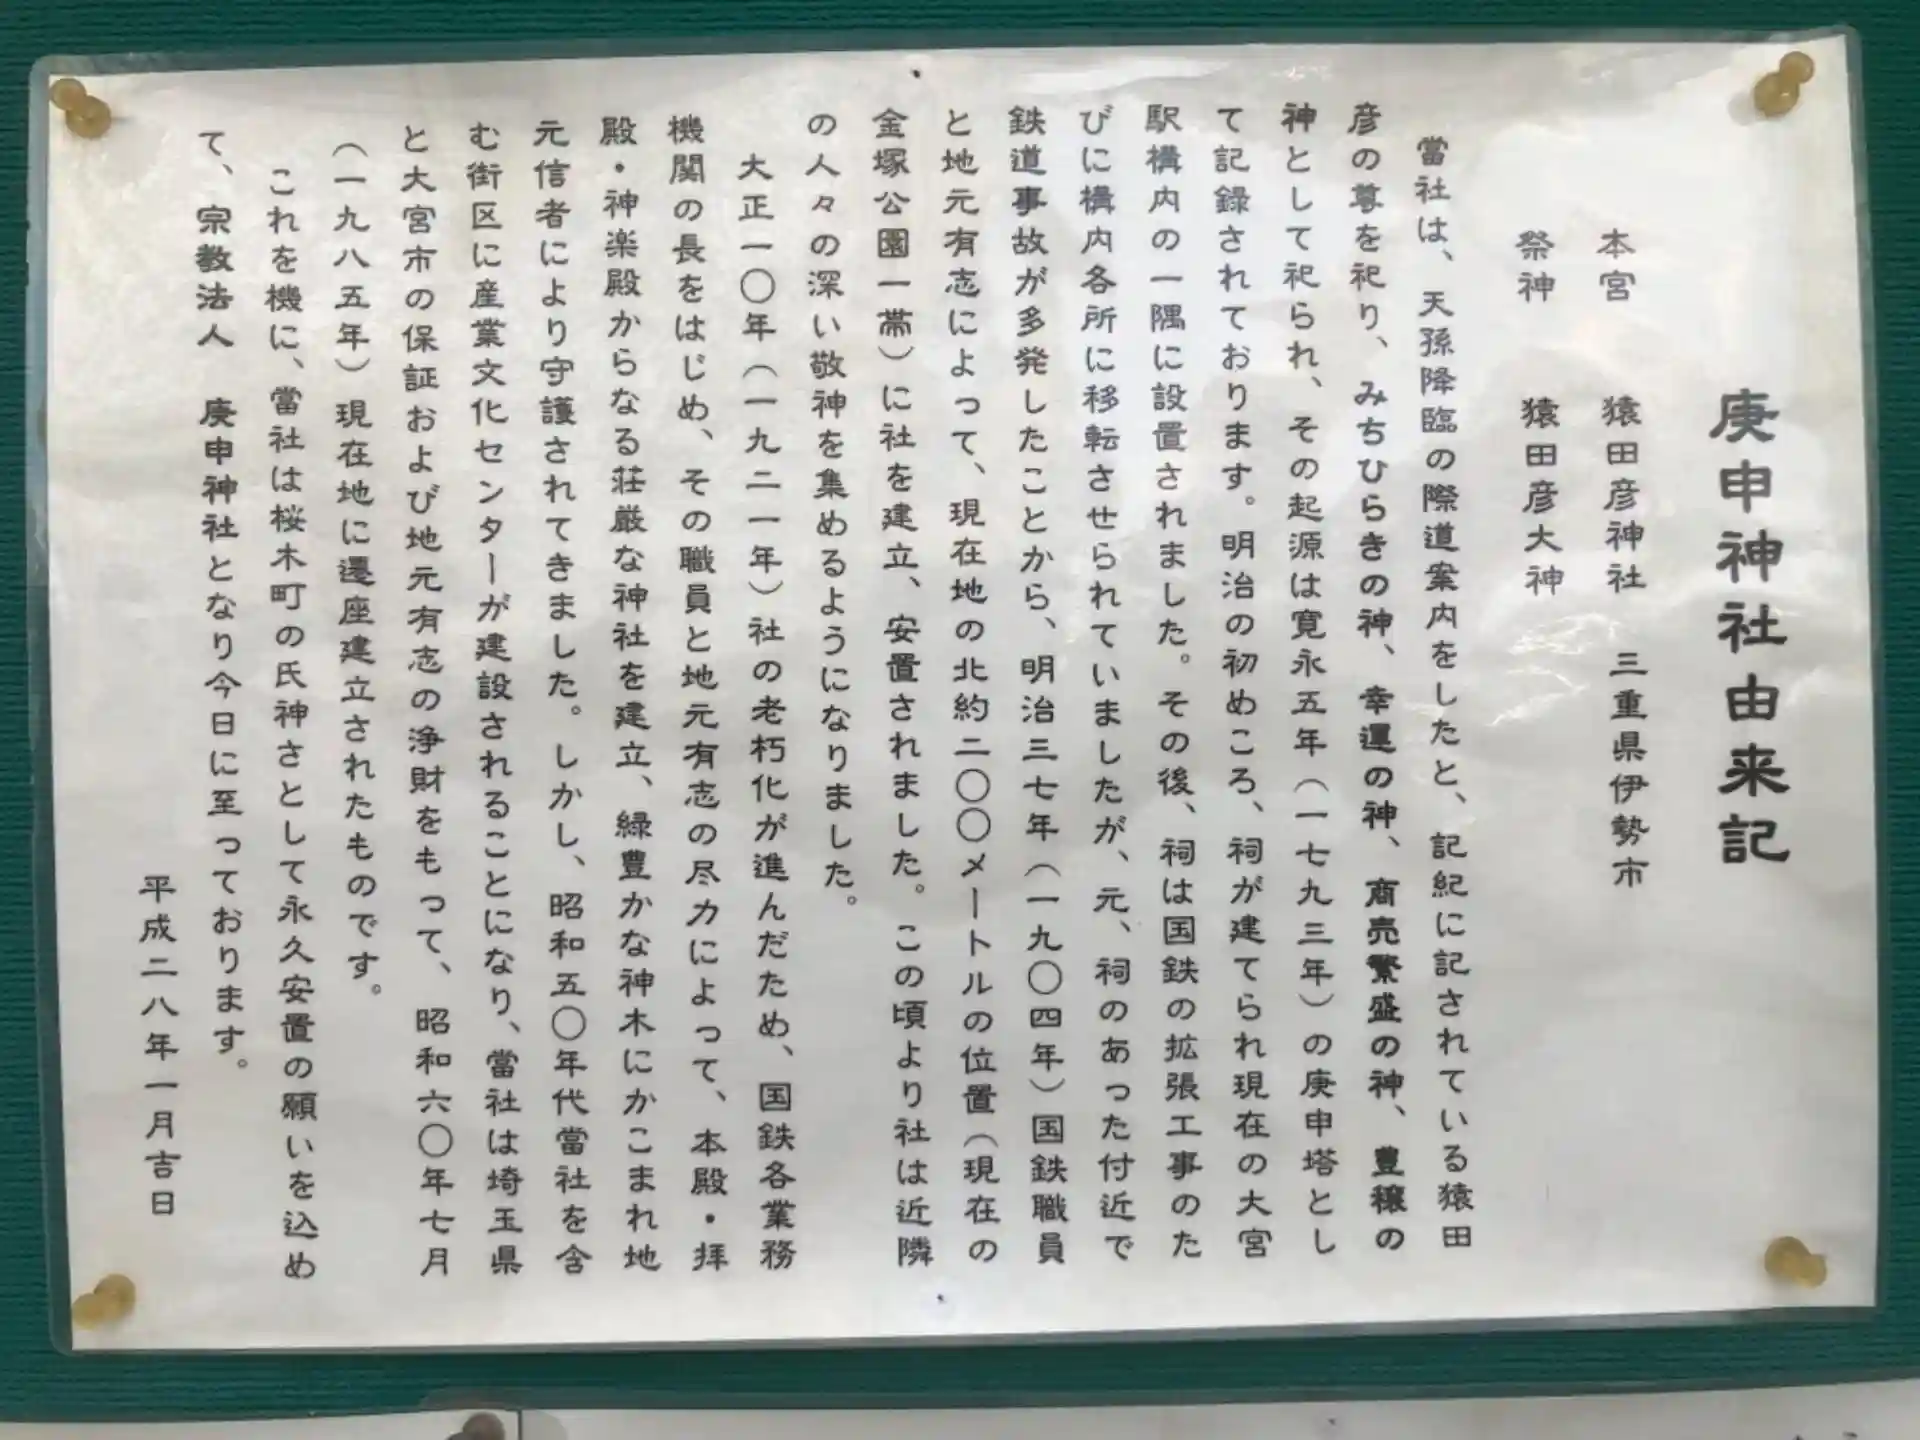 庚申神社由来記
本宮　猿田彦神社　三重県伊勢市
祭神　猿田彦大神
當社は、天孫降臨の際道案内をしたと、記紀に記されている猿田
彦の尊を祀り、みちひらきの神、幸運の神、商売繁盛の神、豊穣の
神として祀られ、その起源は寛永五年（一七九三年）の庚申塔とし
て記録されております。明治の初めころ、祠が建てられ現在の大宮
駅構内の一隅に設置されました。その後、祠は国鉄の拡張工事のた
びに構内各所に移転させられていましたが、元、祠のあった付近で
鉄道事故が多発したことから、明治三七年（一九〇四年）国鉄職員
と地元有志によって、現在地の北約二〇〇メートルの位置（現在の
金塚公園一帯）に社を建立、安置されました。この頃より社は近隣
の人々の深い敬神を集めるようになりました。
大正一〇年（一九二一年）社の老朽化が進んだため、国鉄各業務
機関の長をはじめ、その職員と地元有志の尽力によって、本殿・拝
殿・神楽殿からなる荘厳な神社を建立、緑豊かな神木にかこまれ地
元信者により守護されてきました。しかし、昭和五〇年代當社を含
む街区に産業文化センターが建設されることになり、當社は埼玉県
と大宮市の保証および地元有志の浄財をもって、昭和六〇年七月
（一九八五年）現在地に還座建立されたものです。
これを機に、當社は桜木町の氏神さとして永久安置の願いを込め
て、宗教法人　庚申神社となり今日に至っております。
平成二八年一月吉日